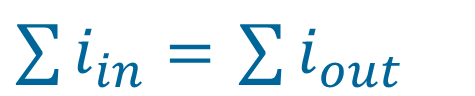 ∑ i_in = ∑ i_out